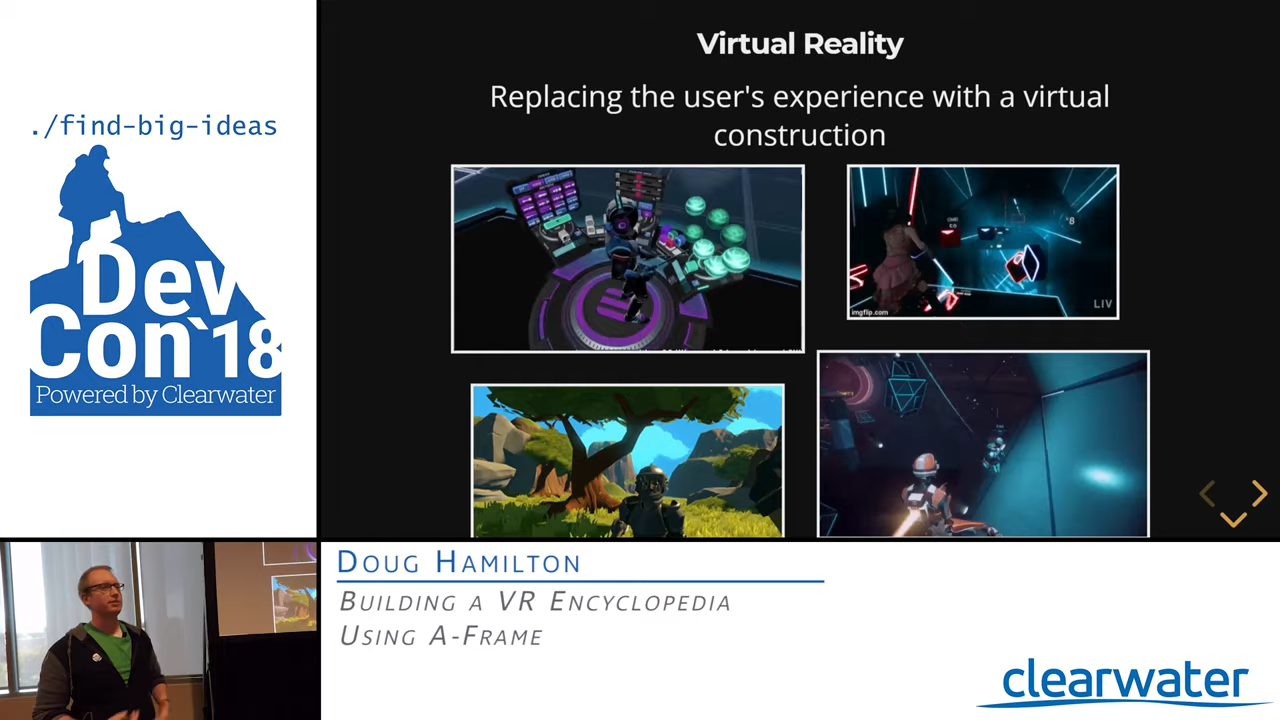 ./find-big-ideas
Dev
Con`18
Powered by Clearwater
Virtual Reality
Replacing the user's experience with a virtual
construction
imgflip.com
LIV
DOUG HAMILTON
BUILDING A VR ENCYCLOPEDIA
USING A-FRAME
clearwater